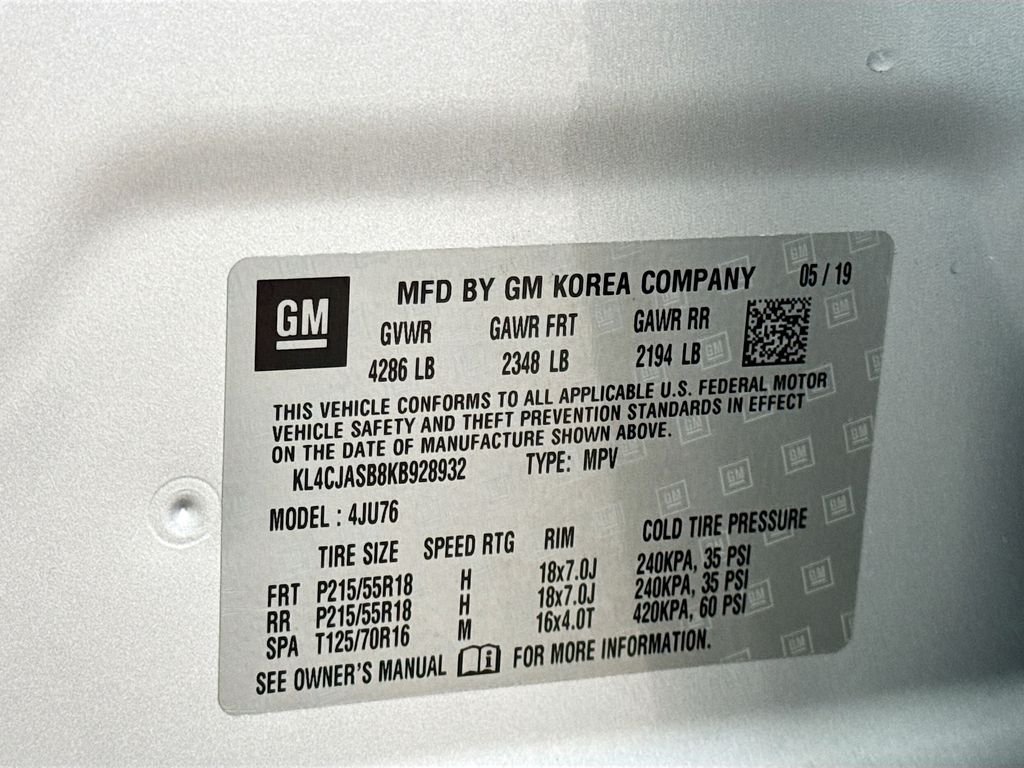 GM
MFD BY GM KOREA COMPANY 05 / 19
GVWR GAWR FRT GAWR RR
4286 LB 2348 LB 2194 LB
THIS VEHICLE CONFORMS TO ALL APPLICABLE U.S. FEDERAL MOTOR
VEHICLE SAFETY AND THEFT PREVENTION STANDARDS IN EFFECT
ON THE DATE OF MANUFACTURE SHOWN ABOVE.
KL4CJASB8KB928932 TYPE: MPV
MODEL : 4JU76
TIRE SIZE SPEED RTG RIM COLD TIRE PRESSURE
FRT P215/55R18 H 18x7.0J 240KPA, 35 PSI
RR P215/55R18 H 18x7.0J 240KPA, 35 PSI
SPA T125/70R16 M 16x4.0T 420KPA, 60 PSI
SEE OWNER'S MANUAL FOR MORE INFORMATION.